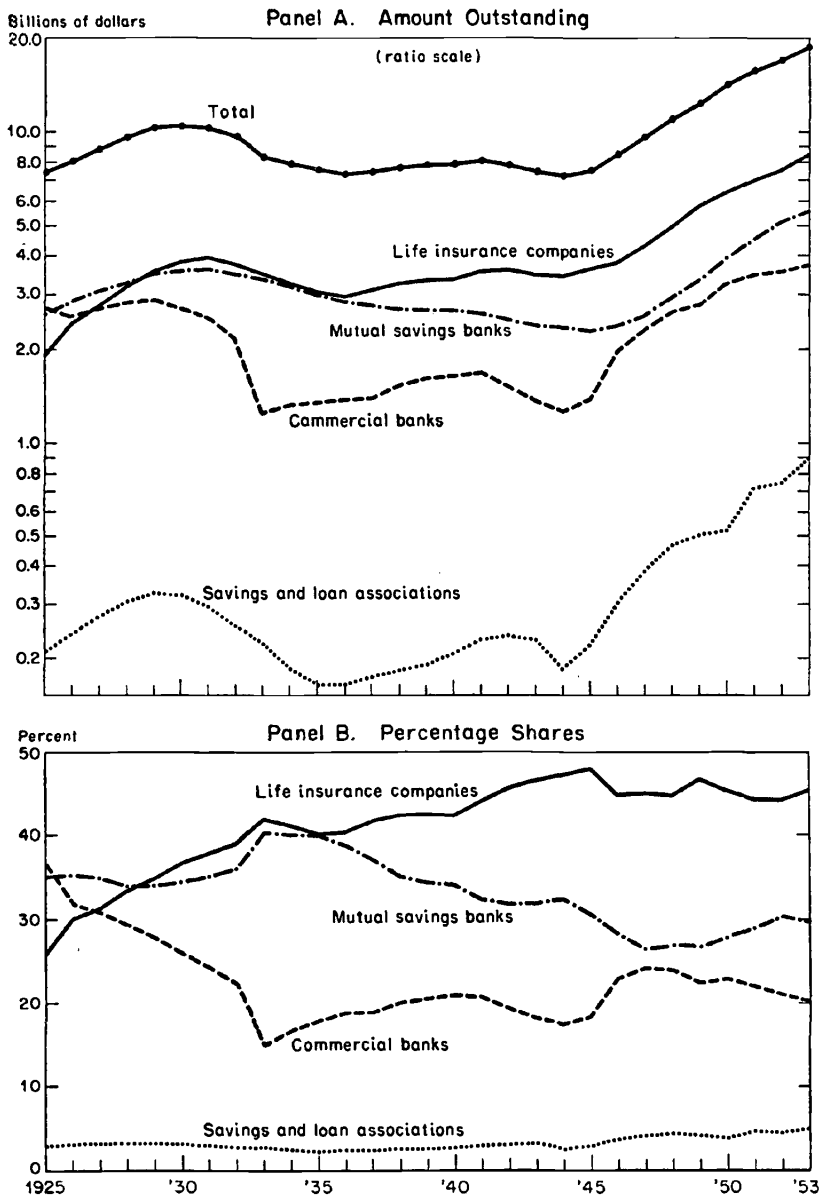 Panel A. Amount Outstanding
Billions of dollars
(ratio scale)
20.0
10.0
8.0
6.0
5.0
4.0
3.0
2.0
1.0
0.8
0.6
0.5
0.4
0.3
0.2
Total
Life insurance companies
Mutual savings banks
Cammercial banks
Savings and loan associations
Panel B. Percentage Shares
Percent
50
40
30
20
10
0
Life insurance companies
Mutual savings banks
Commercial banks
Savings and loan associations
1925 '30 '35 '40 '45 '50 '53